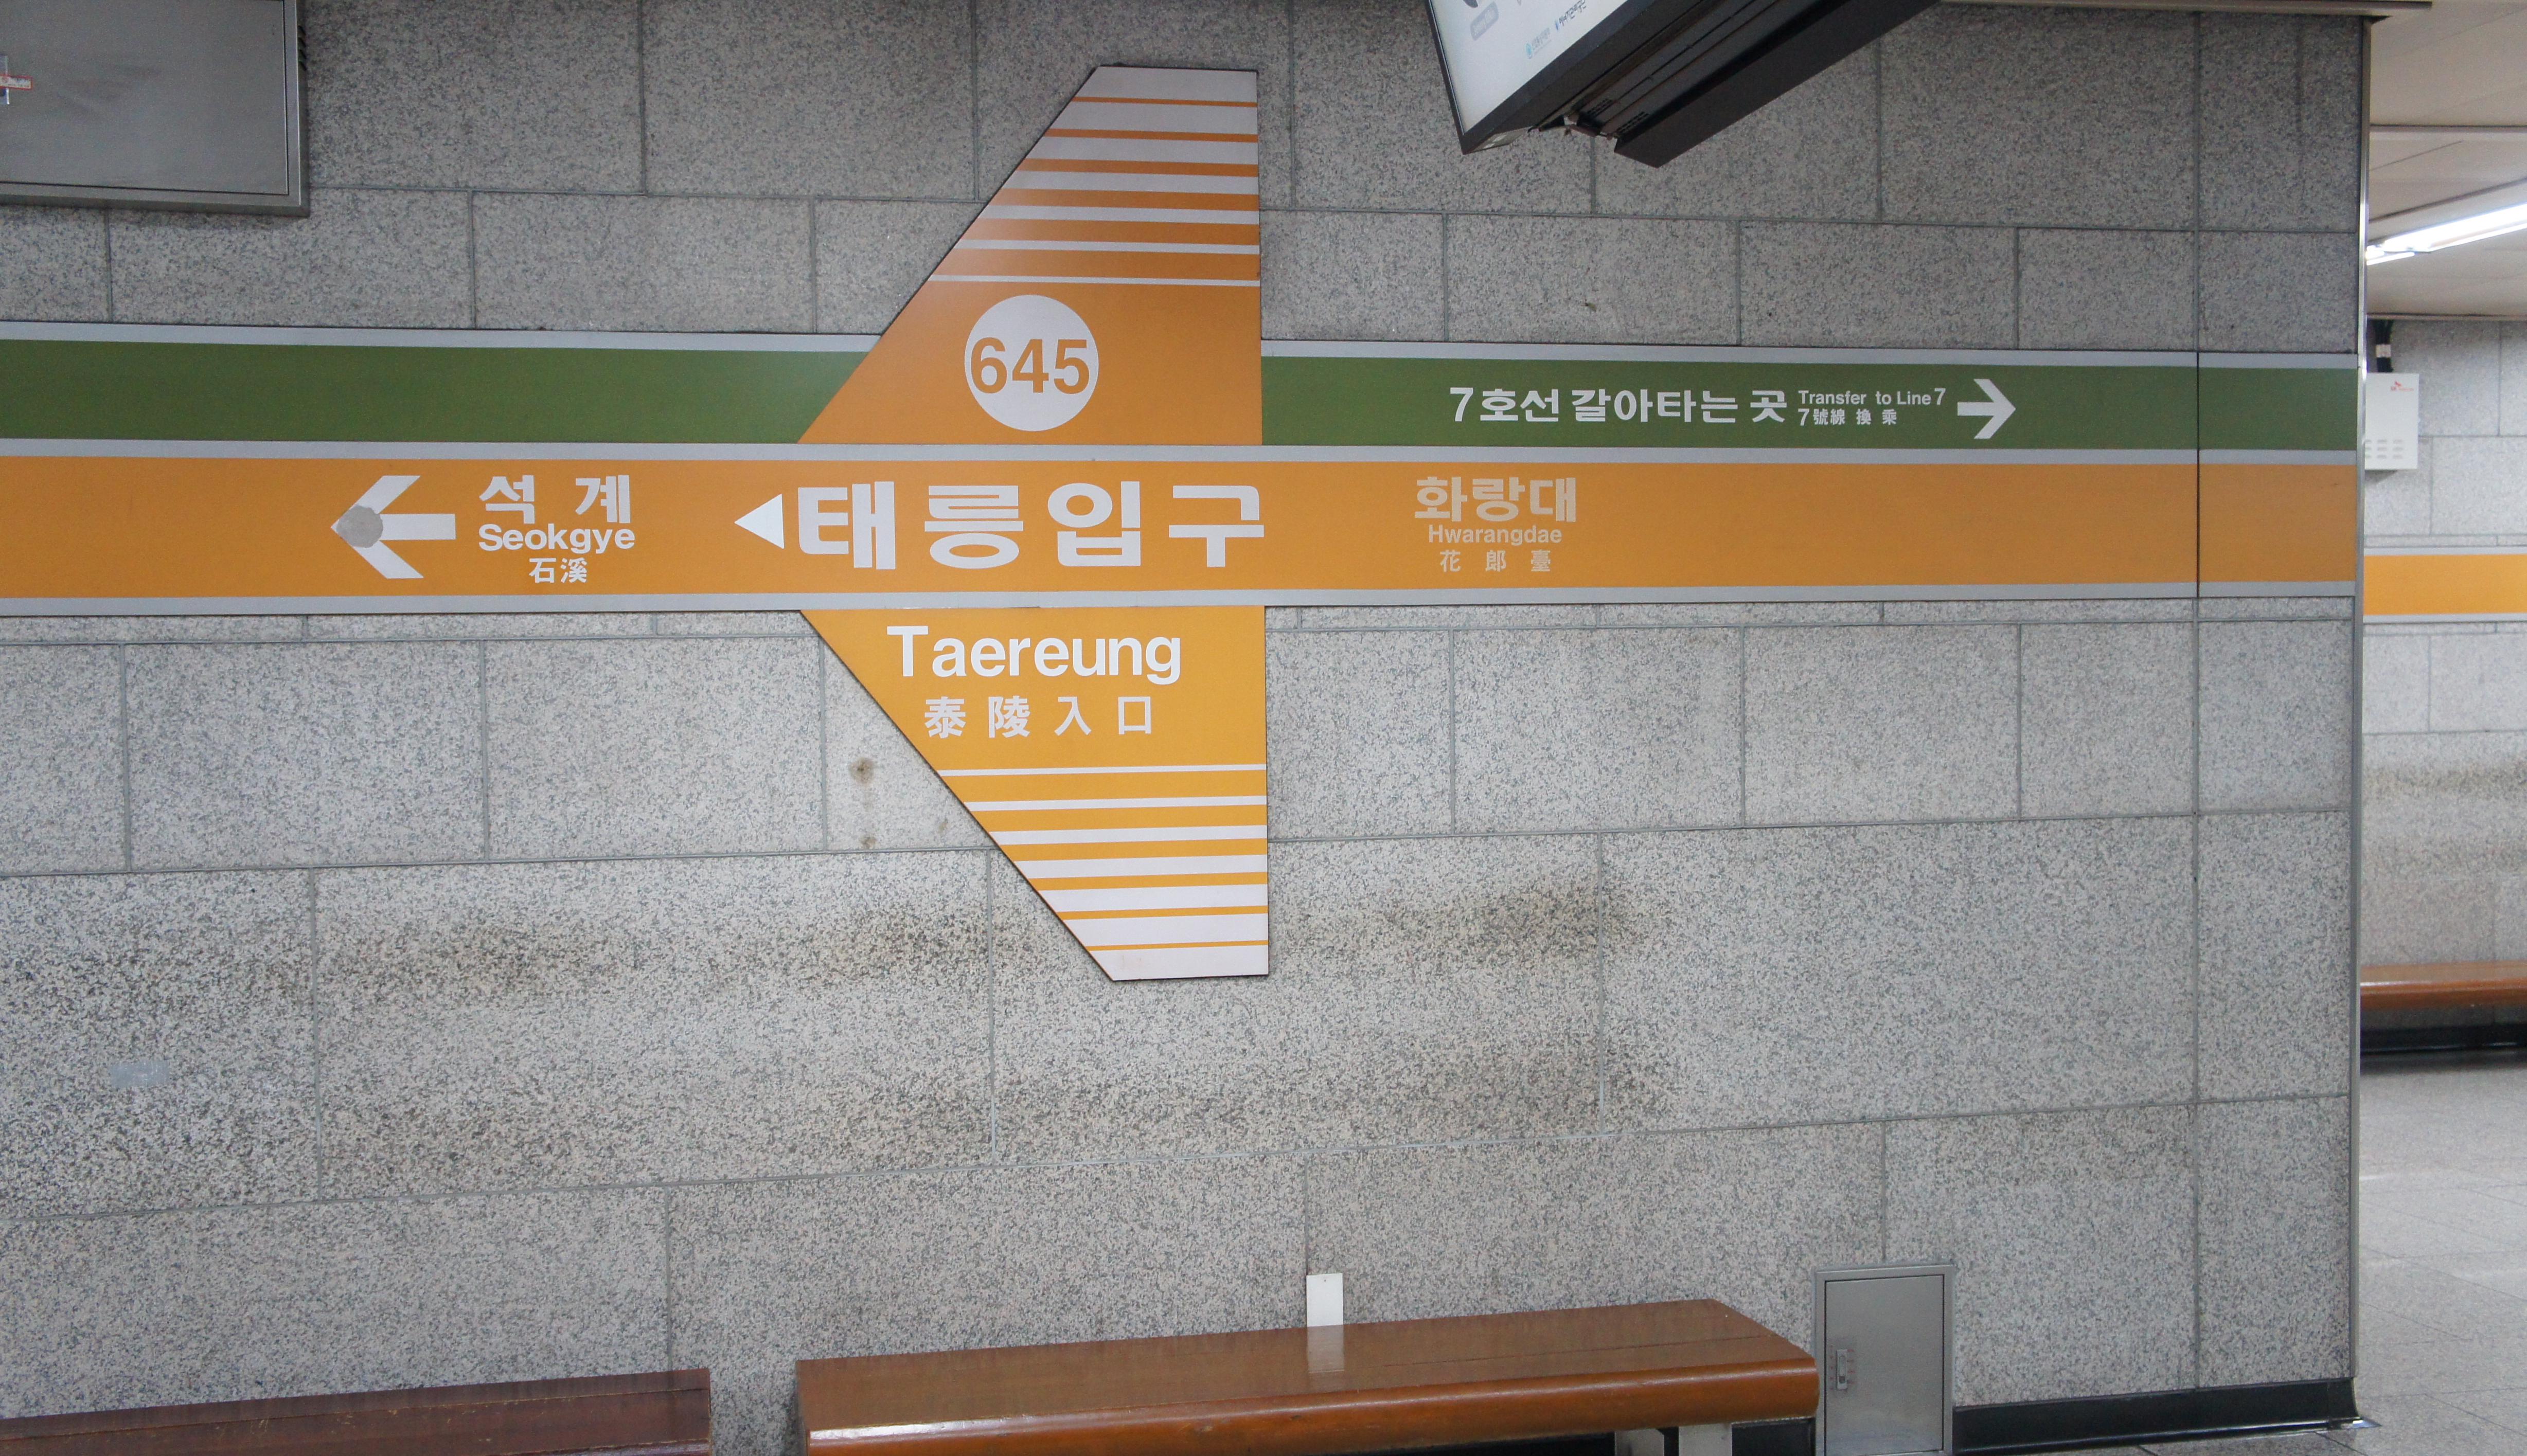 645
7호선 갈아타는 곳
Transfer to Line 7
7號線 換乘
석계
Seokgye
石溪
태릉입구
화랑대
Hwarangdae
花郎臺
Taereung
泰陵入口